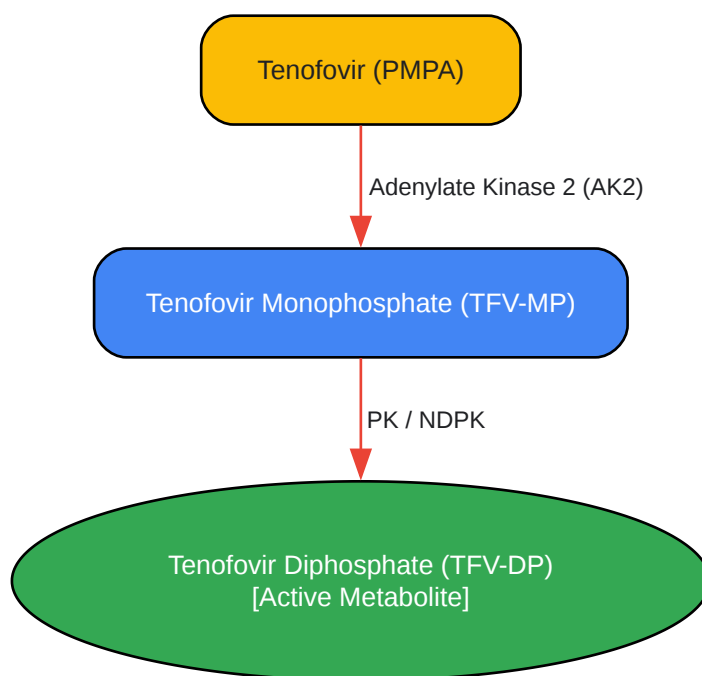 Tenofovir (PMPA)
Adenylate Kinase 2 (AK2)
Tenofovir Monophosphate (TFV-MP)
PK / NDPK
Tenofovir Diphosphate (TFV-DP)
[Active Metabolite]